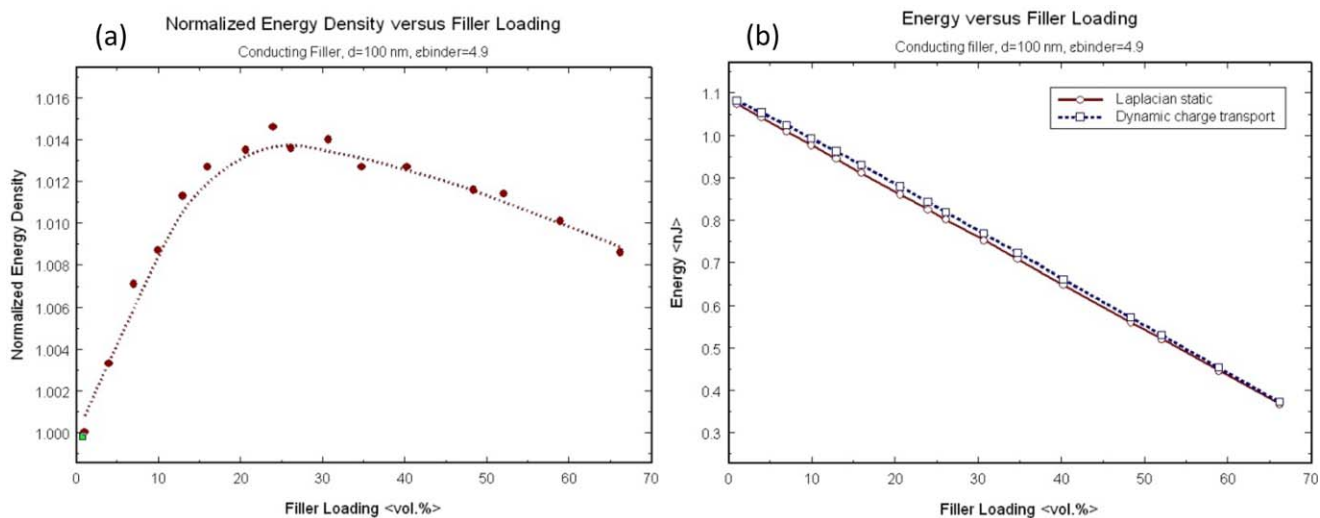 (a)
Normalized Energy Density versus Filler Loading
Conducting Filler, d=100 nm, εbinder=4.9
Normalized Energy Density
1.016
1.014
1.012
1.010
1.008
1.006
1.004
1.002
1.000
0 10 20 30 40 50 60 70
Filler Loading <vol.%>
(b)
Energy versus Filler Loading
Conducting filler, d=100 nm, εbinder=4.9
Laplacian static
Dynamic charge transport
Energy <nJ>
1.1
1.0
0.9
0.8
0.7
0.6
0.5
0.4
0.3
0 10 20 30 40 50 60 70
Filler Loading <vol.%>